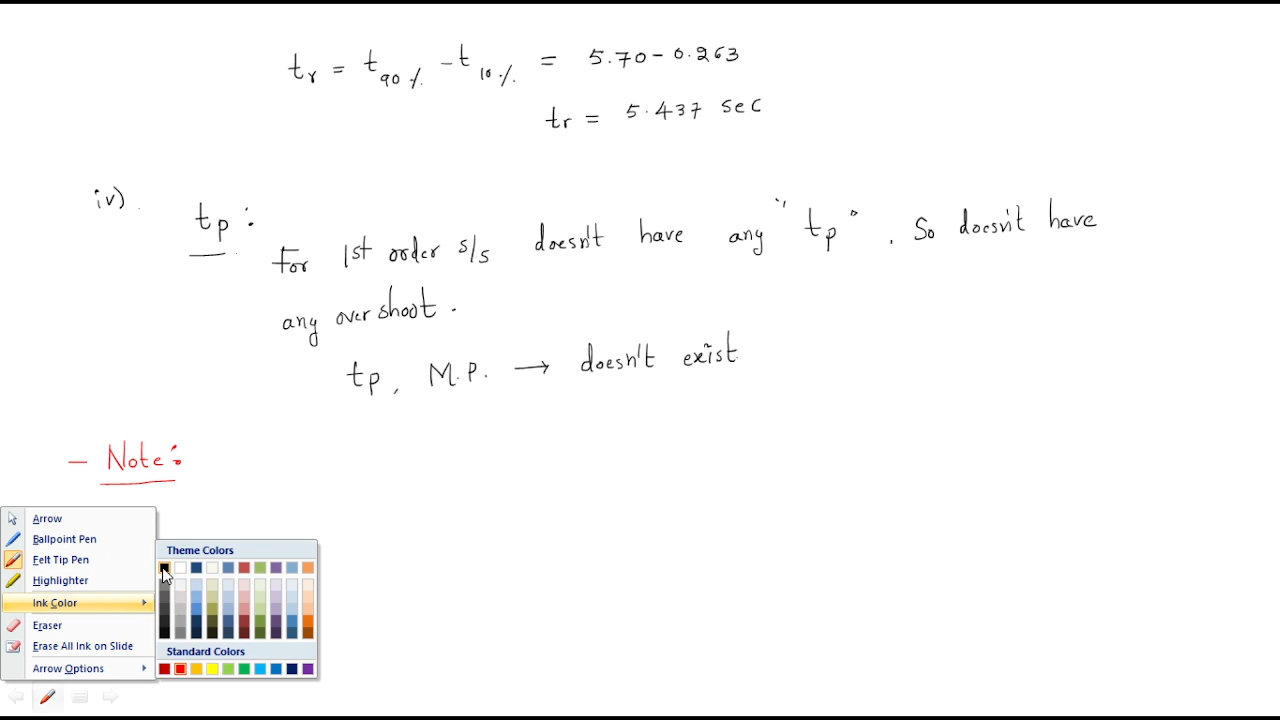 tr = t90% - t10% = 5.70 - 0.263
tr = 5.437 sec
iv).
tp :
For 1st order s/s doesn't have any "tp". So doesn't have
any overshoot.
tp, M.P. → doesn't exist
- Note:
Arrow
Ballpoint Pen
Felt Tip Pen
Highlighter
Ink Color
Eraser
Erase All Ink on Slide
Arrow Options
Theme Colors
Standard Colors